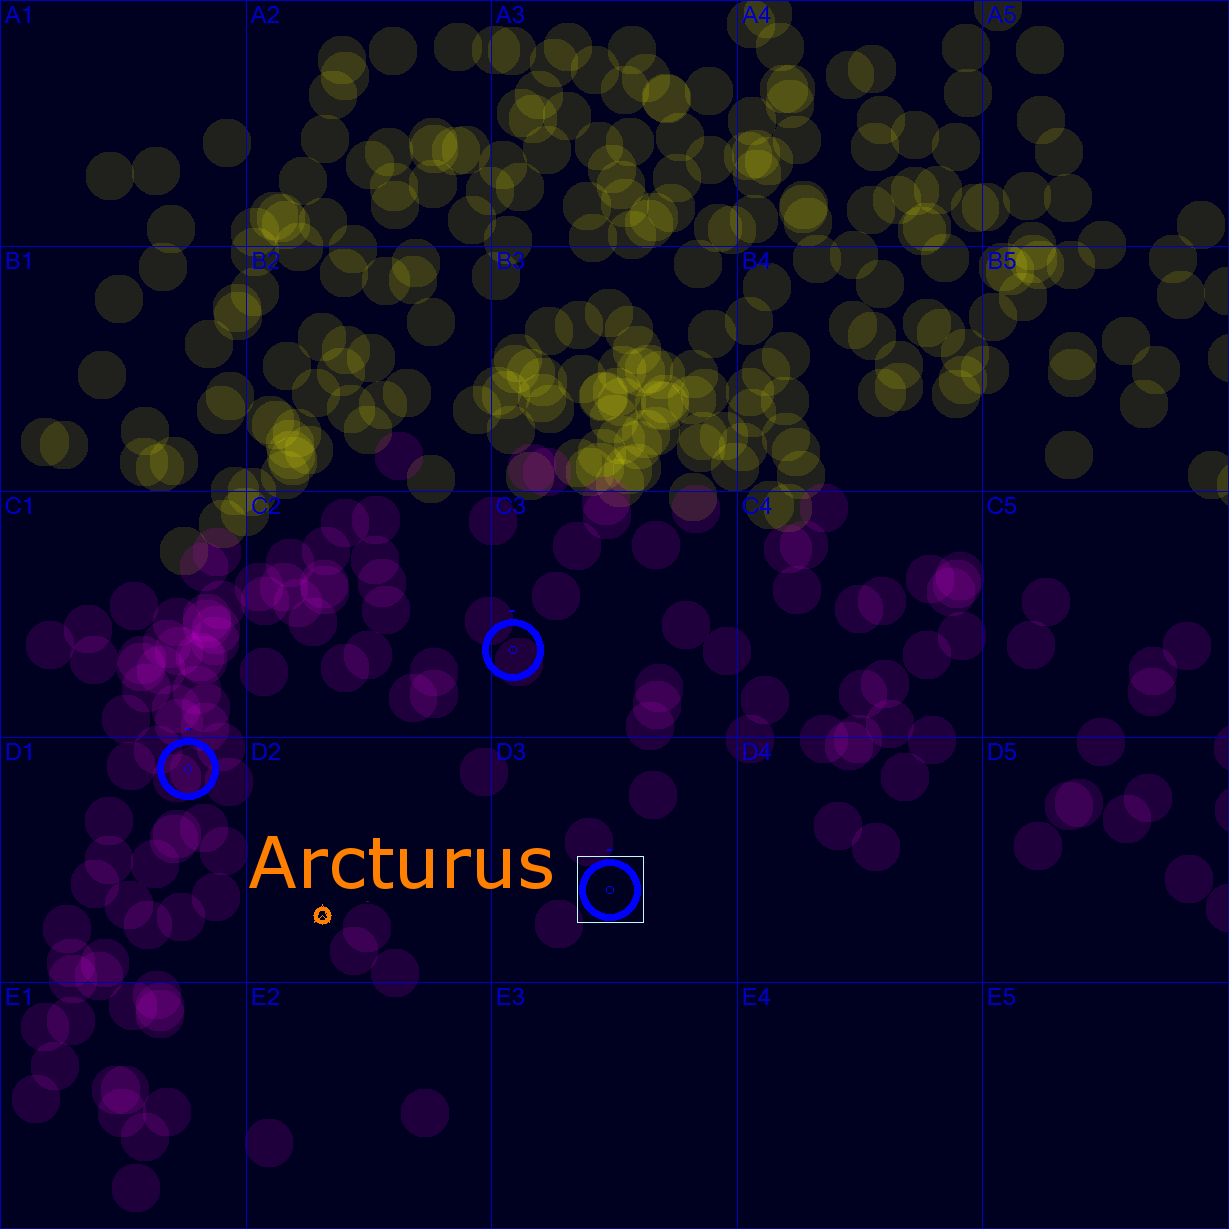 A1 A2 A3 A4 A5
B1 B2 B3 B4 B5
C1 C2 C3 C4 C5
D1 D2 D3 D4 D5
Arcturus
E1 E2 E3 E4 E5